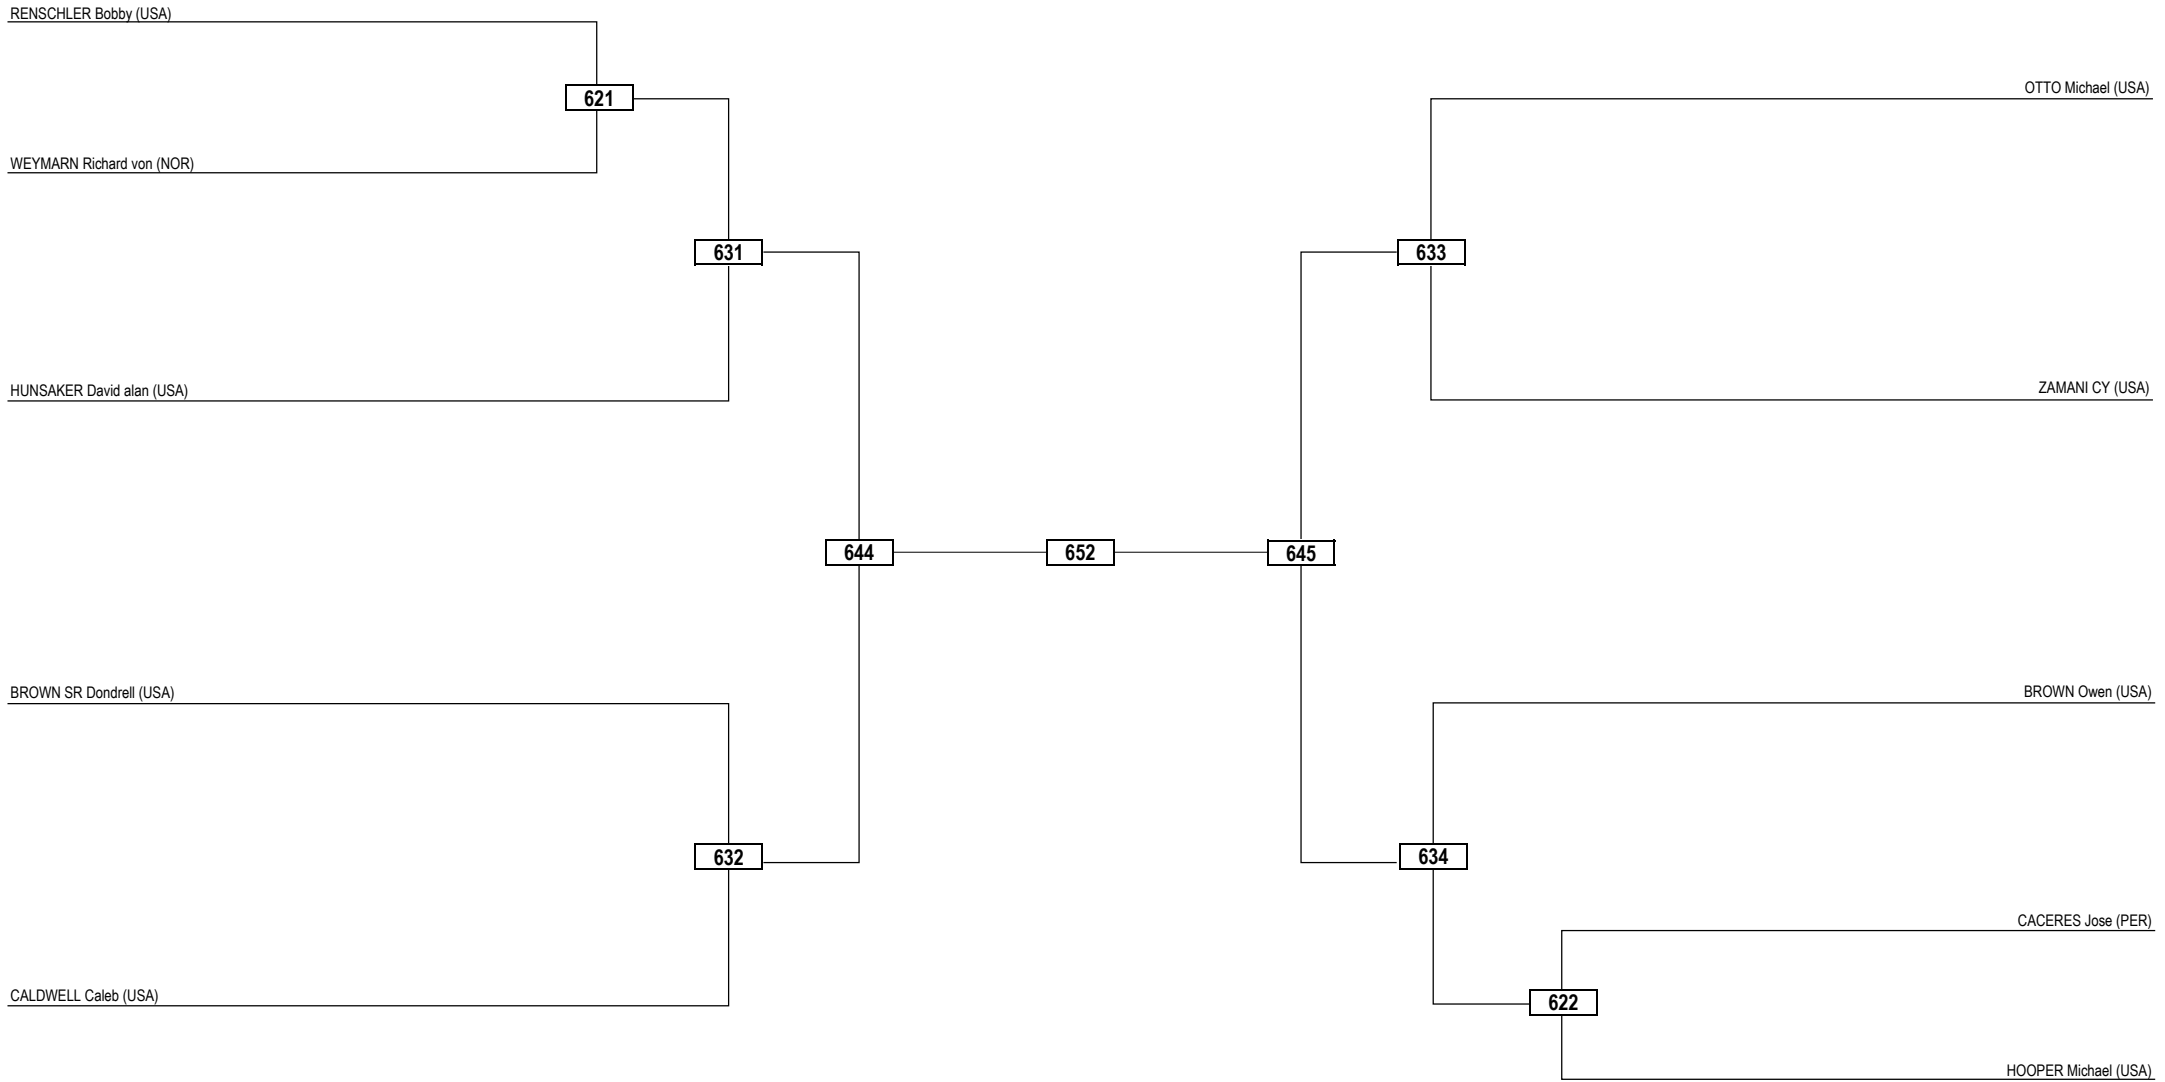 RENSCHLER Bobby (USA)
621
OTTO Michael (USA)
WEYMARN Richard von (NOR)
631
633
HUNSAKER David alan (USA)
ZAMANI CY (USA)
644
652
645
BROWN SR Dondrell (USA)
BROWN Owen (USA)
632
634
CACERES Jose (PER)
CALDWELL Caleb (USA)
622
HOOPER Michael (USA)